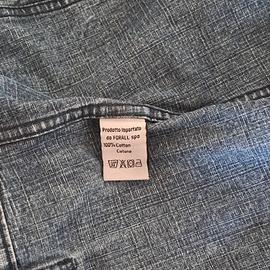 Prodotto Importato
da FORALL spa
100% Cotton
Cotone